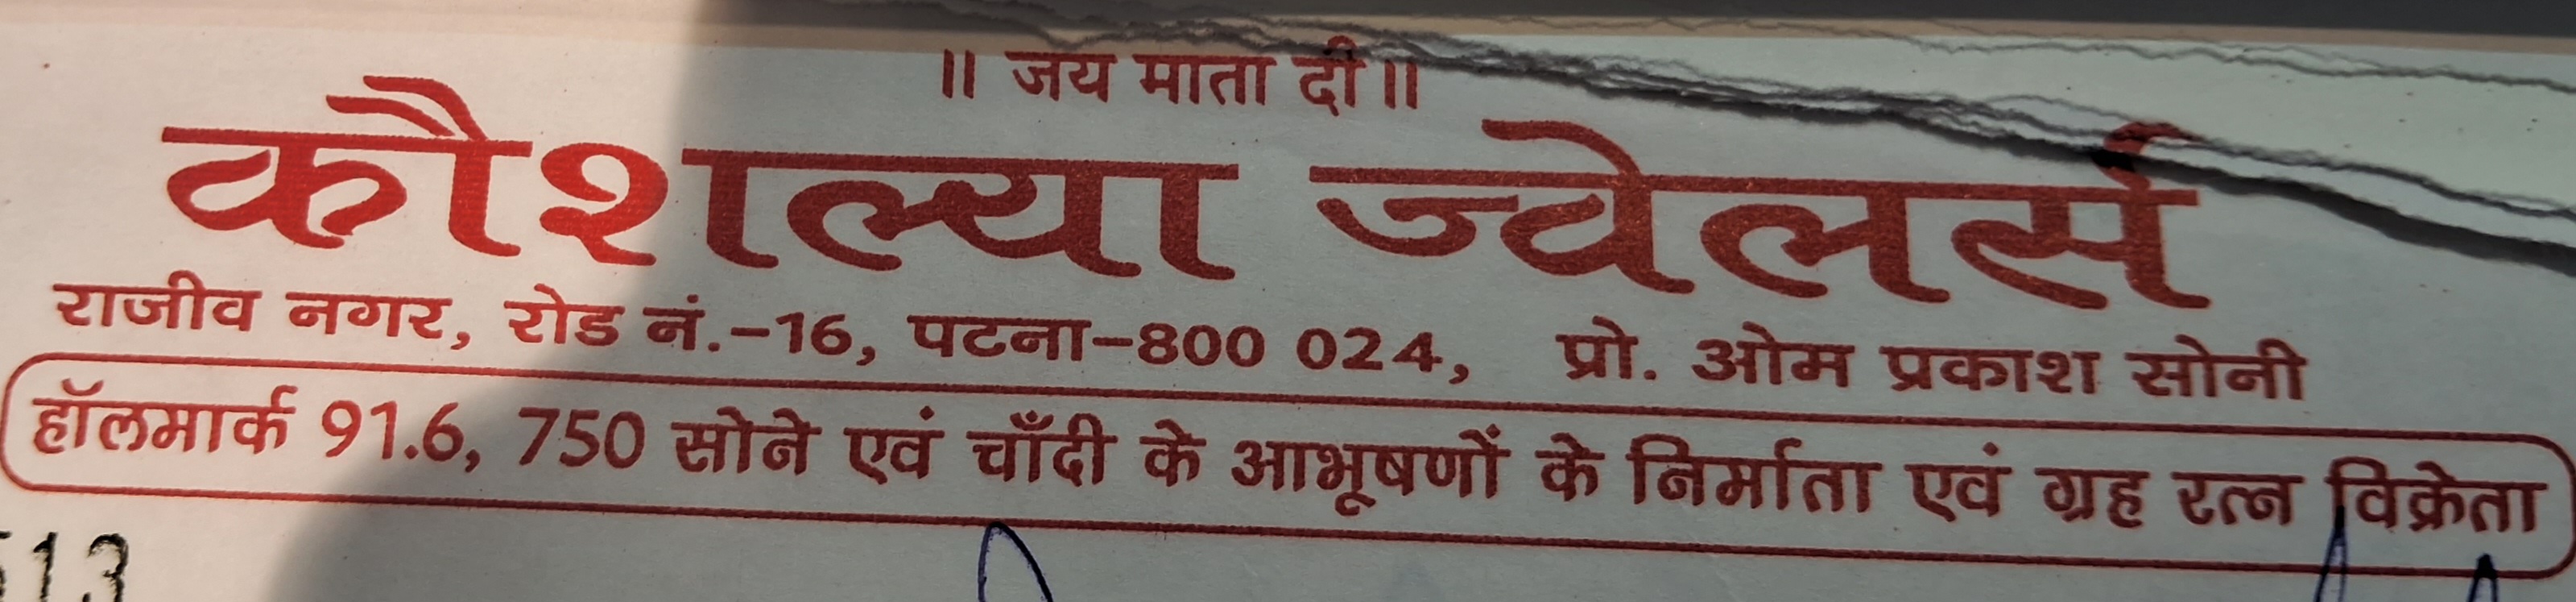 ॥ जय माता दी ॥
कौशल्या ज्वेलर्स
राजीव नगर, रोड नं.-16, पटना-800 024, प्रो. ओम प्रकाश सोनी
हॉलमार्क 91.6, 750 सोने एवं चाँदी के आभूषणों के निर्माता एवं ग्रह रत्न विक्रेता